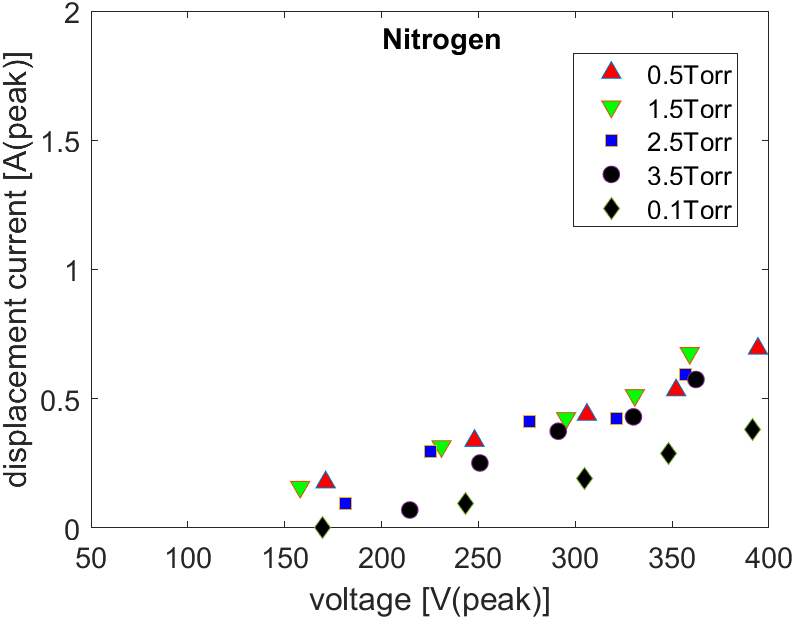 Nitrogen
0.5Torr
1.5Torr
2.5Torr
3.5Torr
0.1Torr
displacement current [A(peak)]
2
1.5
1
0.5
0
50 100 150 200 250 300 350 400
voltage [V(peak)]